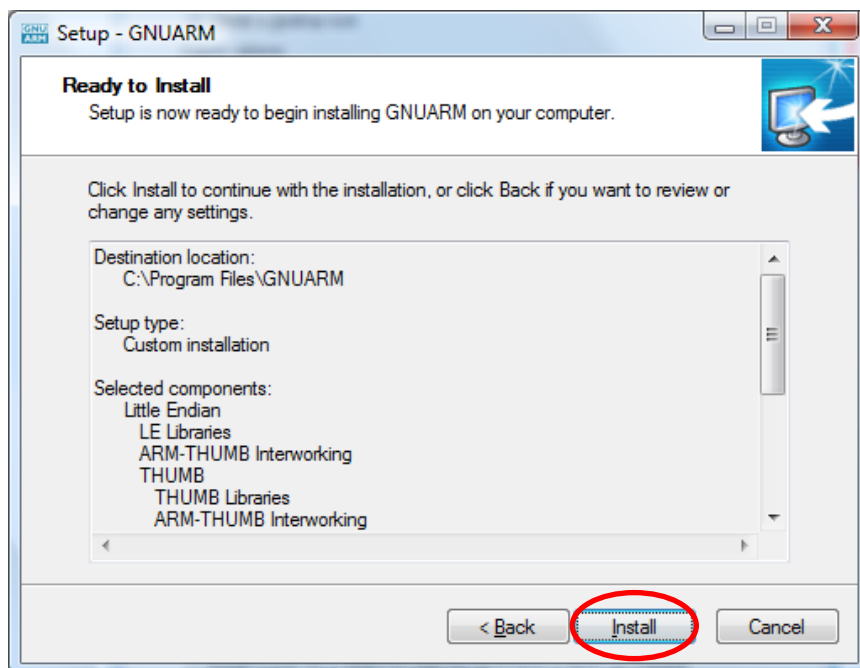 GNU
ARM
Setup - GNUARM
Ready to Install
Setup is now ready to begin installing GNUARM on your computer.
Click Install to continue with the installation, or click Back if you want to review or
change any settings.
Destination location:
C:\Program Files\GNUARM
Setup type:
Custom installation
Selected components:
Little Endian
LE Libraries
ARM-THUMB Interworking
THUMB
THUMB Libraries
ARM-THUMB Interworking
< Back
Install
Cancel